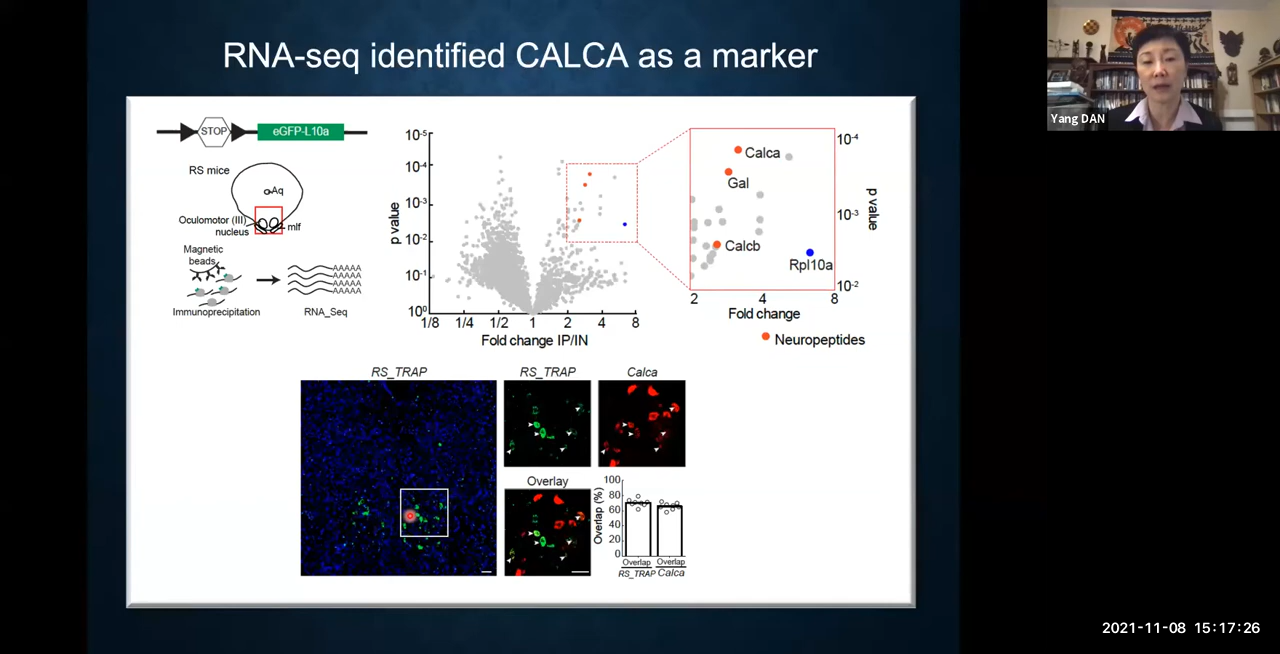 RNA-seq identified CALCA as a marker
STOP
eGFP-L10a
RS mice
Aq
Oculomotor (III)
nucleus
mlf
Magnetic
beads
AAAAA
AAAAA
AAAAA
AAAAA
Immunoprecipitation
RNA_Seq
p value
10-5
10-4
10-3
10-2
10-1
100
1/8
1/4
1/2
1
2
4
8
Fold change IP/IN
Calca
Gal
Calcb
Rpl10a
10-4
10-3
10-2
p value
2
4
8
Fold change
Neuropeptides
RS_TRAP
RS_TRAP
Calca
Overlay
Overlap (%)
100
80
60
40
20
0
Overlap
RS_TRAP
Overlap
Calca
Yang DAN
2021-11-08 15:17:26